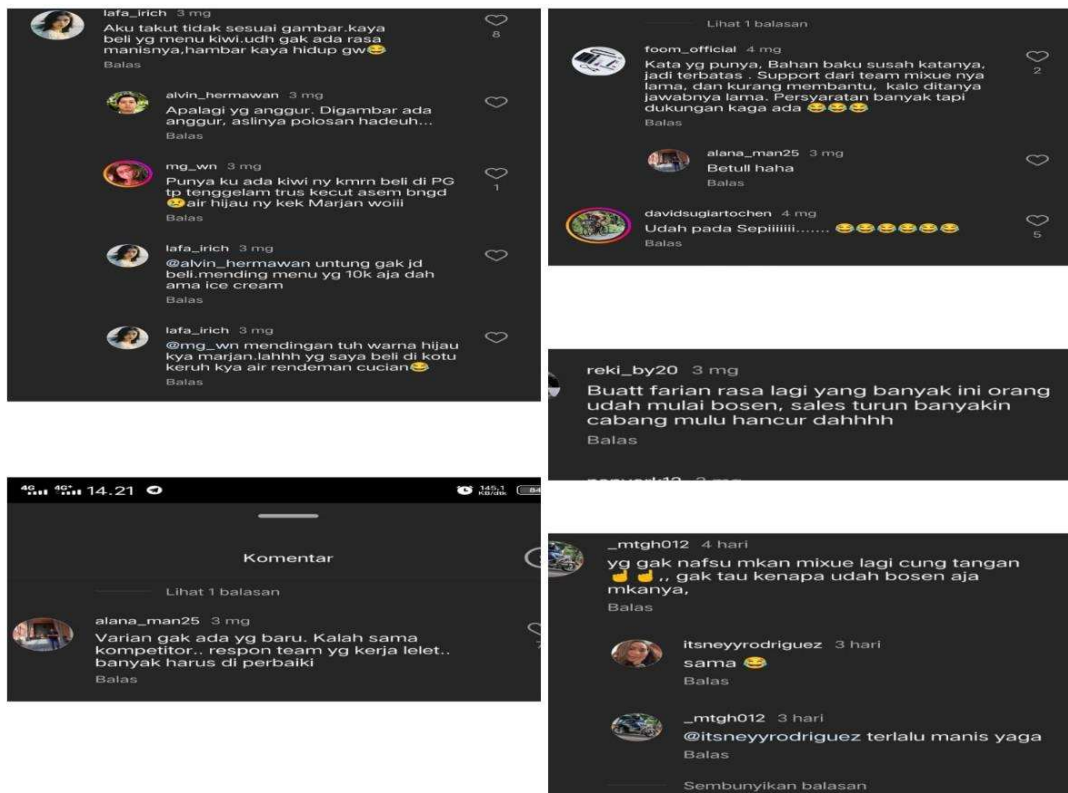 lafa_irich 3 mg
Aku takut tidak sesuai gambar.kaya
beli yg menu kiwi.udh gak ada rasa
manisnya,hambar kaya hidup gw😂
8
Balas
alvin_hermawan 3 mg
Apalagi yg anggur. Digambar ada
anggur, aslinya polosan hadeuh...
Balas
mg_wn 3 mg
Punya ku ada kiwi ny kmrn beli di PG
tp tenggelam trus kecut asem bngd
😢air hijau ny kek Marjan woiii
1
Balas
lafa_irich 3 mg
@alvin_hermawan untung gak jd
beli.mending menu yg 10k aja dah
ama ice cream
Balas
lafa_irich 3 mg
@mg_wn mendingan tuh warna hijau
kya marjan.lahhh yg saya beli di kotu
keruh kya air rendeman cucian😂
Balas
4G 4G+ 14.21 145,1 KB/dtk 84
Komentar
Lihat 1 balasan
alana_man25 3 mg
Varian gak ada yg baru. Kalah sama
kompetitor.. respon team yg kerja lelet..
banyak harus di perbaiki
Balas
Lihat 1 balasan
foom_official 4 mg
Kata yg punya, Bahan baku susah katanya,
jadi terbatas . Support dari team mixue nya
lama, dan kurang membantu, kalo ditanya
jawabnya lama. Persyaratan banyak tapi
dukungan kaga ada 😂😂😂
2
Balas
alana_man25 3 mg
Betull haha
Balas
davidsugiartochen 4 mg
Udah pada Sepiiiiiii....... 😂😂😂😂😂😂
5
Balas
reki_by20 3 mg
Buatt farian rasa lagi yang banyak ini orang
udah mulai bosen, sales turun banyakin
cabang mulu hancur dahhhh
Balas
_mtgh012 4 hari
yg gak nafsu mkan mixue lagi cung tangan
☝️☝️,, gak tau kenapa udah bosen aja
mkanya,
Balas
itsneyyrodriguez 3 hari
sama 😂
Balas
_mtgh012 3 hari
@itsneyyrodriguez terlalu manis yaga
Balas
Sembunyikan balasan